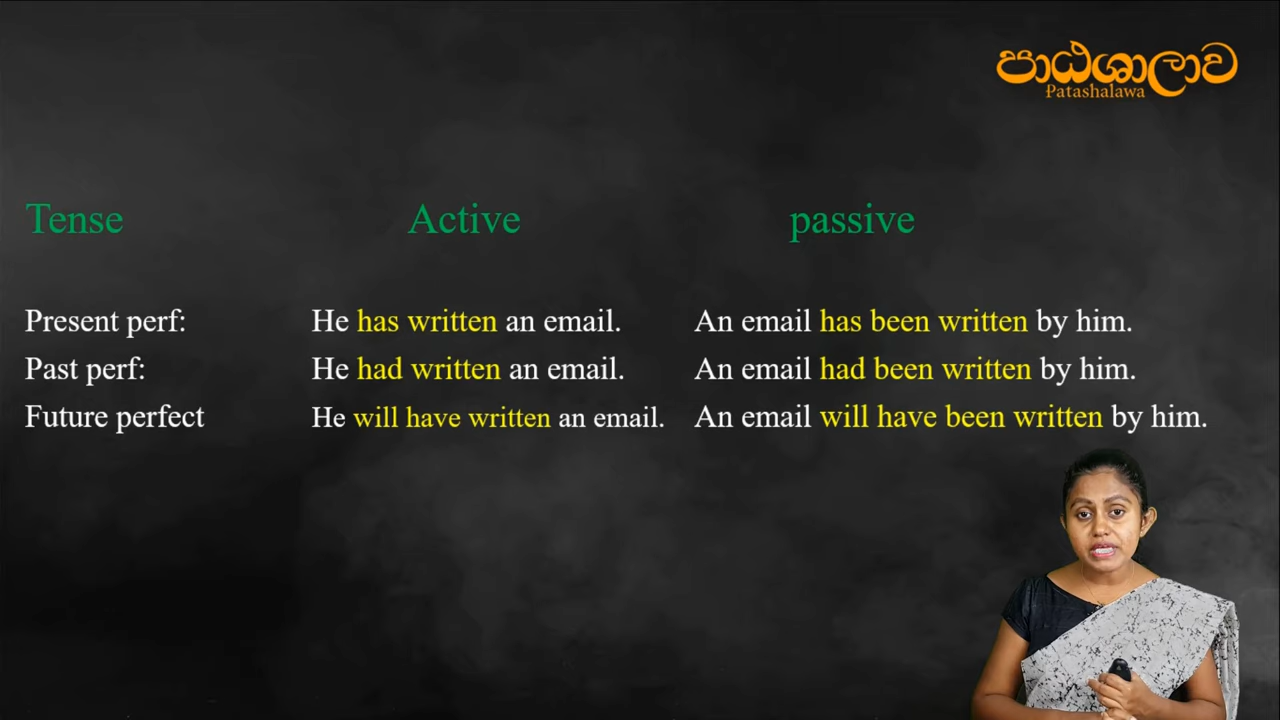 පාඨශාලාව
Patashalawa
Tense Active passive
Present perf: He has written an email. An email has been written by him.
Past perf: He had written an email. An email had been written by him.
Future perfect He will have written an email. An email will have been written by him.